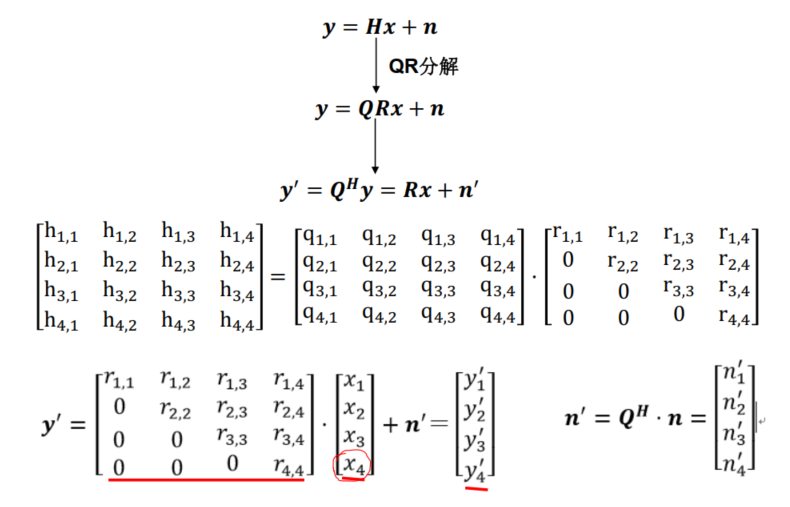 y = Hx + n
QR分解
y = QRx + n
y′ = Qᴴy = Rx + n′
[h1,1 h1,2 h1,3 h1,4] [q1,1 q1,2 q1,3 q1,4] [r1,1 r1,2 r1,3 r1,4]
[h2,1 h2,2 h2,3 h2,4] = [q2,1 q2,2 q2,3 q2,4] · [0 r2,2 r2,3 r2,4]
[h3,1 h3,2 h3,3 h3,4] [q3,1 q3,2 q3,3 q3,4] [0 0 r3,3 r3,4]
[h4,1 h4,2 h4,3 h4,4] [q4,1 q4,2 q4,3 q4,4] [0 0 0 r4,4]
[r1,1 r1,2 r1,3 r1,4] [x1] [y′1] [n′1]
y′ = [0 r2,2 r2,3 r2,4] · [x2] + n′ = [y′2] n′ = Qᴴ · n = [n′2]
[0 0 r3,3 r3,4] [x3] [y′3] [n′3]
[0 0 0 r4,4] [x4] [y′4] [n′4]